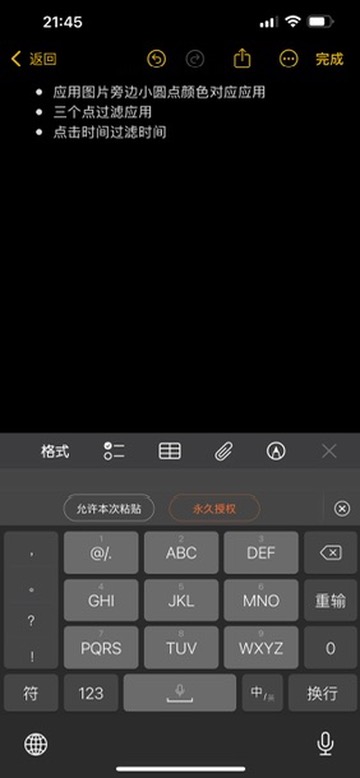 21:45
返回
完成
应用图片旁边小圆点颜色对应应用
三个点过滤应用
点击时间过滤时间
格式
允许本次粘贴
永久授权
1
2
3
,
@/.
ABC
DEF
。
4
5
6
GHI
JKL
MNO
重输
?
7
8
9
PQRS
TUV
WXYZ
0
!
符
123
中/英
换行